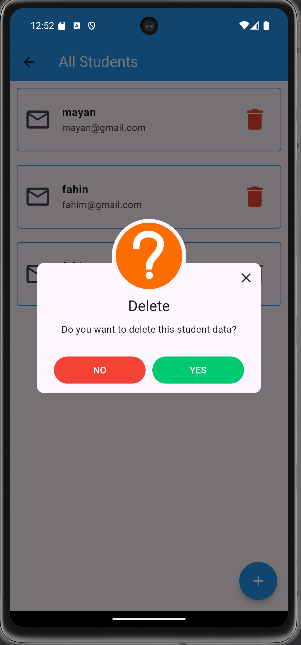 12:52
All Students
mayan
mayan@gmail.com
fahin
fahim@gmail.com
?
Delete
Do you want to delete this student data?
NO
YES